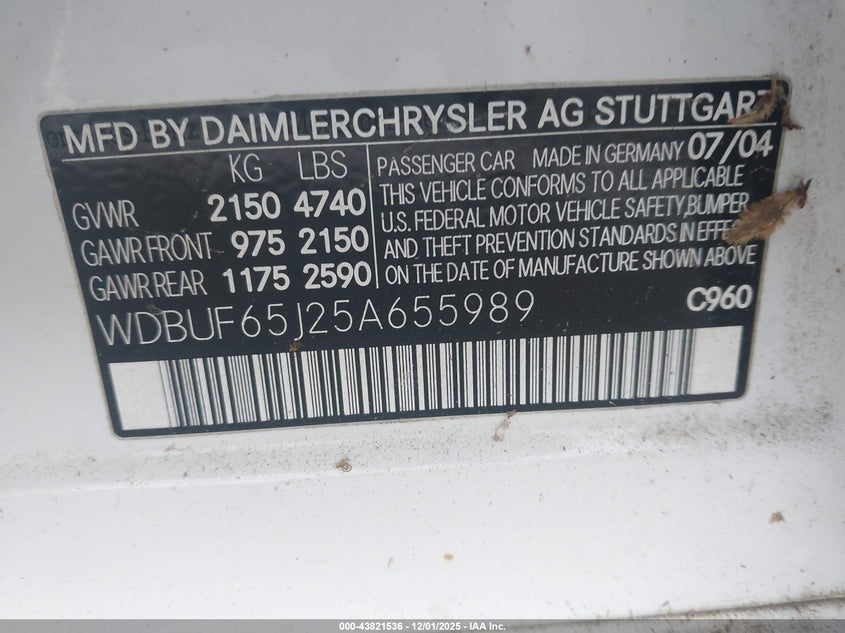 MFD BY DAIMLERCHRYSLER AG STUTTGART
KG LBS
GVWR 2150 4740
GAWR FRONT 975 2150
GAWR REAR 1175 2590
PASSENGER CAR MADE IN GERMANY 07/04
THIS VEHICLE CONFORMS TO ALL APPLICABLE
U.S. FEDERAL MOTOR VEHICLE SAFETY, BUMPER
AND THEFT PREVENTION STANDARDS IN EFFECT
ON THE DATE OF MANUFACTURE SHOWN ABOVE
WDBUF65J25A655989
C960
000-43821536 - 12/01/2025 - IAA Inc.